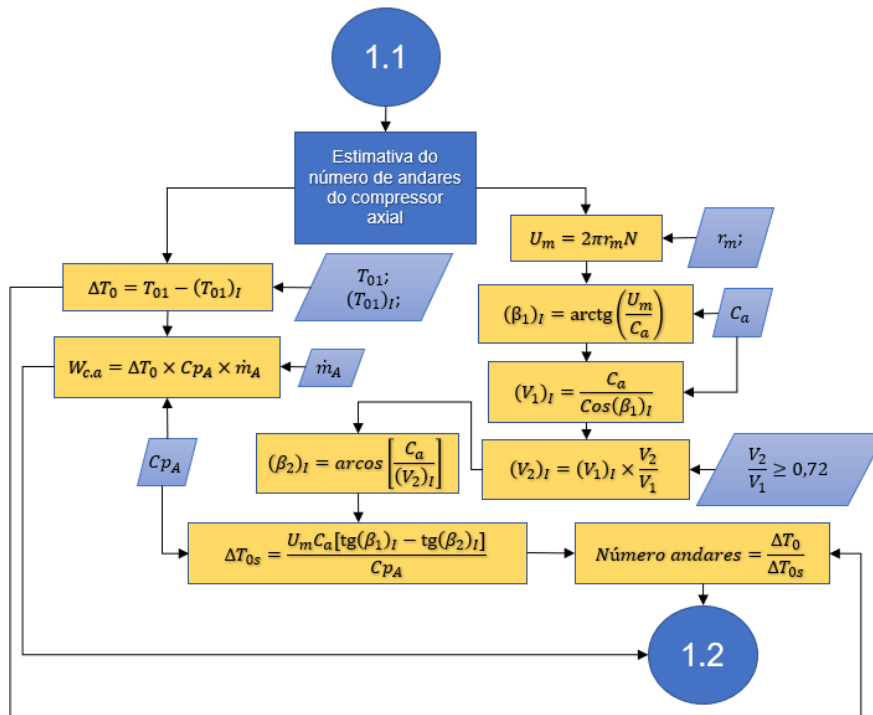 1.1
Estimativa do
número de andares
do compressor
axial
U_m = 2πr_mN
r_m;
ΔT_0 = T_01 − (T_01)_I
T_01;
(T_01)_I;
(β_1)_I = arctg(U_m/C_a)
C_a
W_c.a = ΔT_0 × Cp_A × ṁ_A
ṁ_A
(V_1)_I = C_a/Cos(β_1)_I
Cp_A
(β_2)_I = arcos[C_a/(V_2)_I]
(V_2)_I = (V_1)_I × V_2/V_1
V_2/V_1 ≥ 0,72
ΔT_0s = U_mC_a[tg(β_1)_I − tg(β_2)_I]/Cp_A
Número andares = ΔT_0/ΔT_0s
1.2